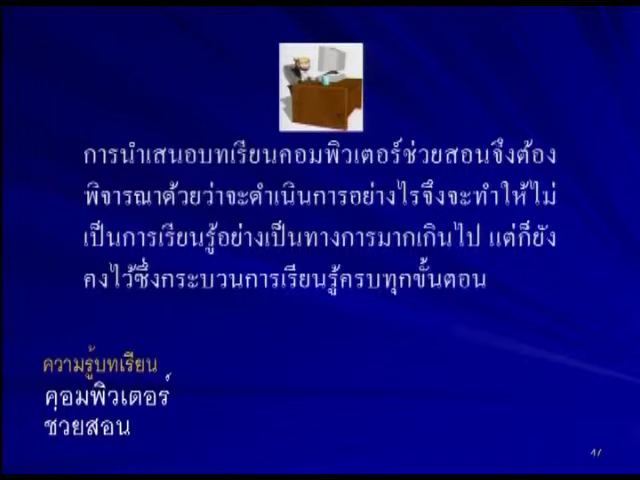 การนำเสนอบทเรียนคอมพิวเตอร์ช่วยสอนจึงต้อง
พิจารณาด้วยว่าจะดำเนินการอย่างไรจึงจะทำให้ไม่
เป็นการเรียนรู้อย่างเป็นทางการมากเกินไป แต่ก็ยัง
คงไว้ซึ่งกระบวนการเรียนรู้ครบทุกขั้นตอน
ความรู้บทเรียน
คอมพิวเตอร์
ช่วยสอน
47